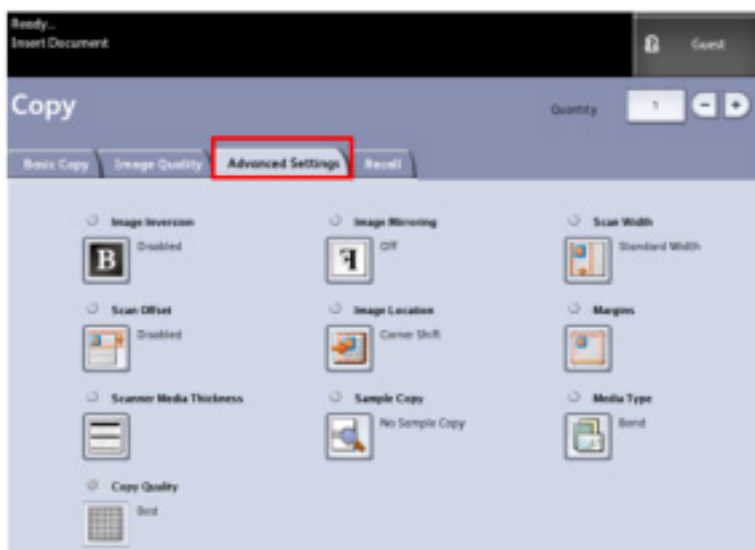 Ready...
Insert Document
Guest
Copy
Quantity
1
Basic Copy
Image Quality
Advanced Settings
Recall
Image Inversion
Disabled
Image Mirroring
Off
Scan Width
Standard Width
Scan Offset
Disabled
Image Location
Corner Shift
Margins
Scanner Media Thickness
Sample Copy
No Sample Copy
Media Type
Bond
Copy Quality
Best